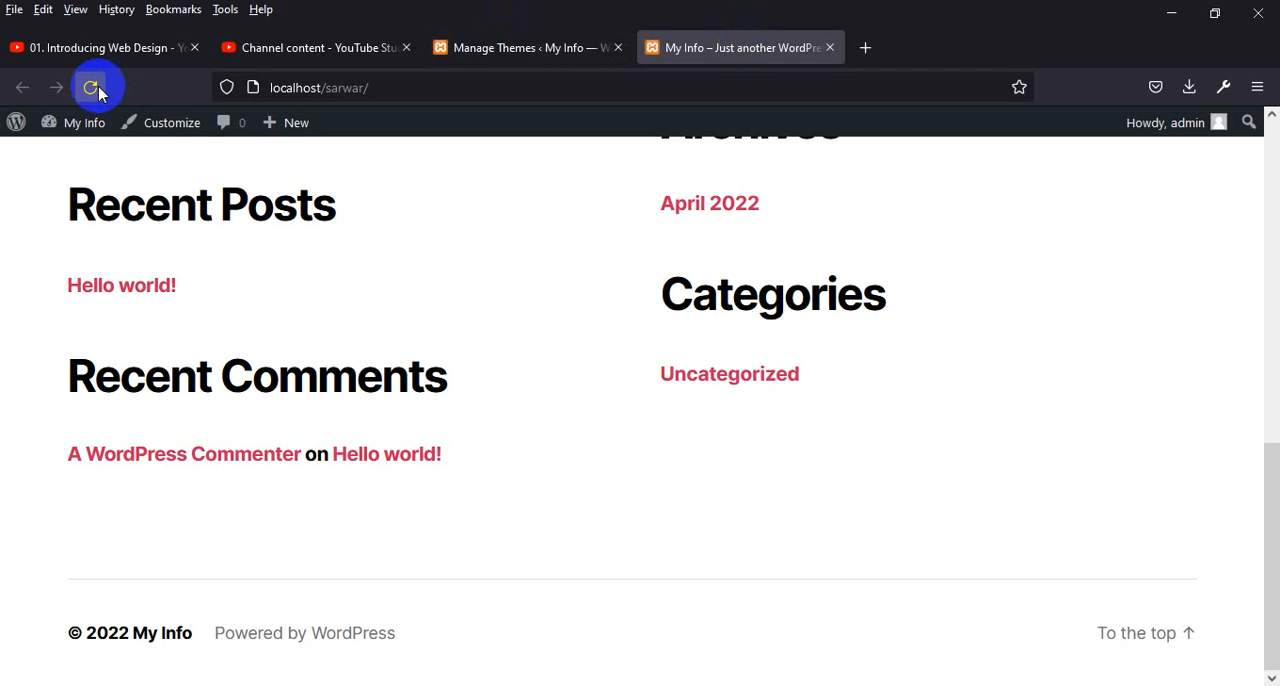 File Edit View History Bookmarks Tools Help
01. Introducing Web Design - Y
Channel content - YouTube Stu
Manage Themes ‹ My Info — W
My Info – Just another WordPre
localhost/sarwar/
My Info Customize 0 New
Howdy, admin
Archives
Recent Posts
April 2022
Hello world!
Categories
Recent Comments
Uncategorized
A WordPress Commenter on Hello world!
© 2022 My Info Powered by WordPress
To the top ↑